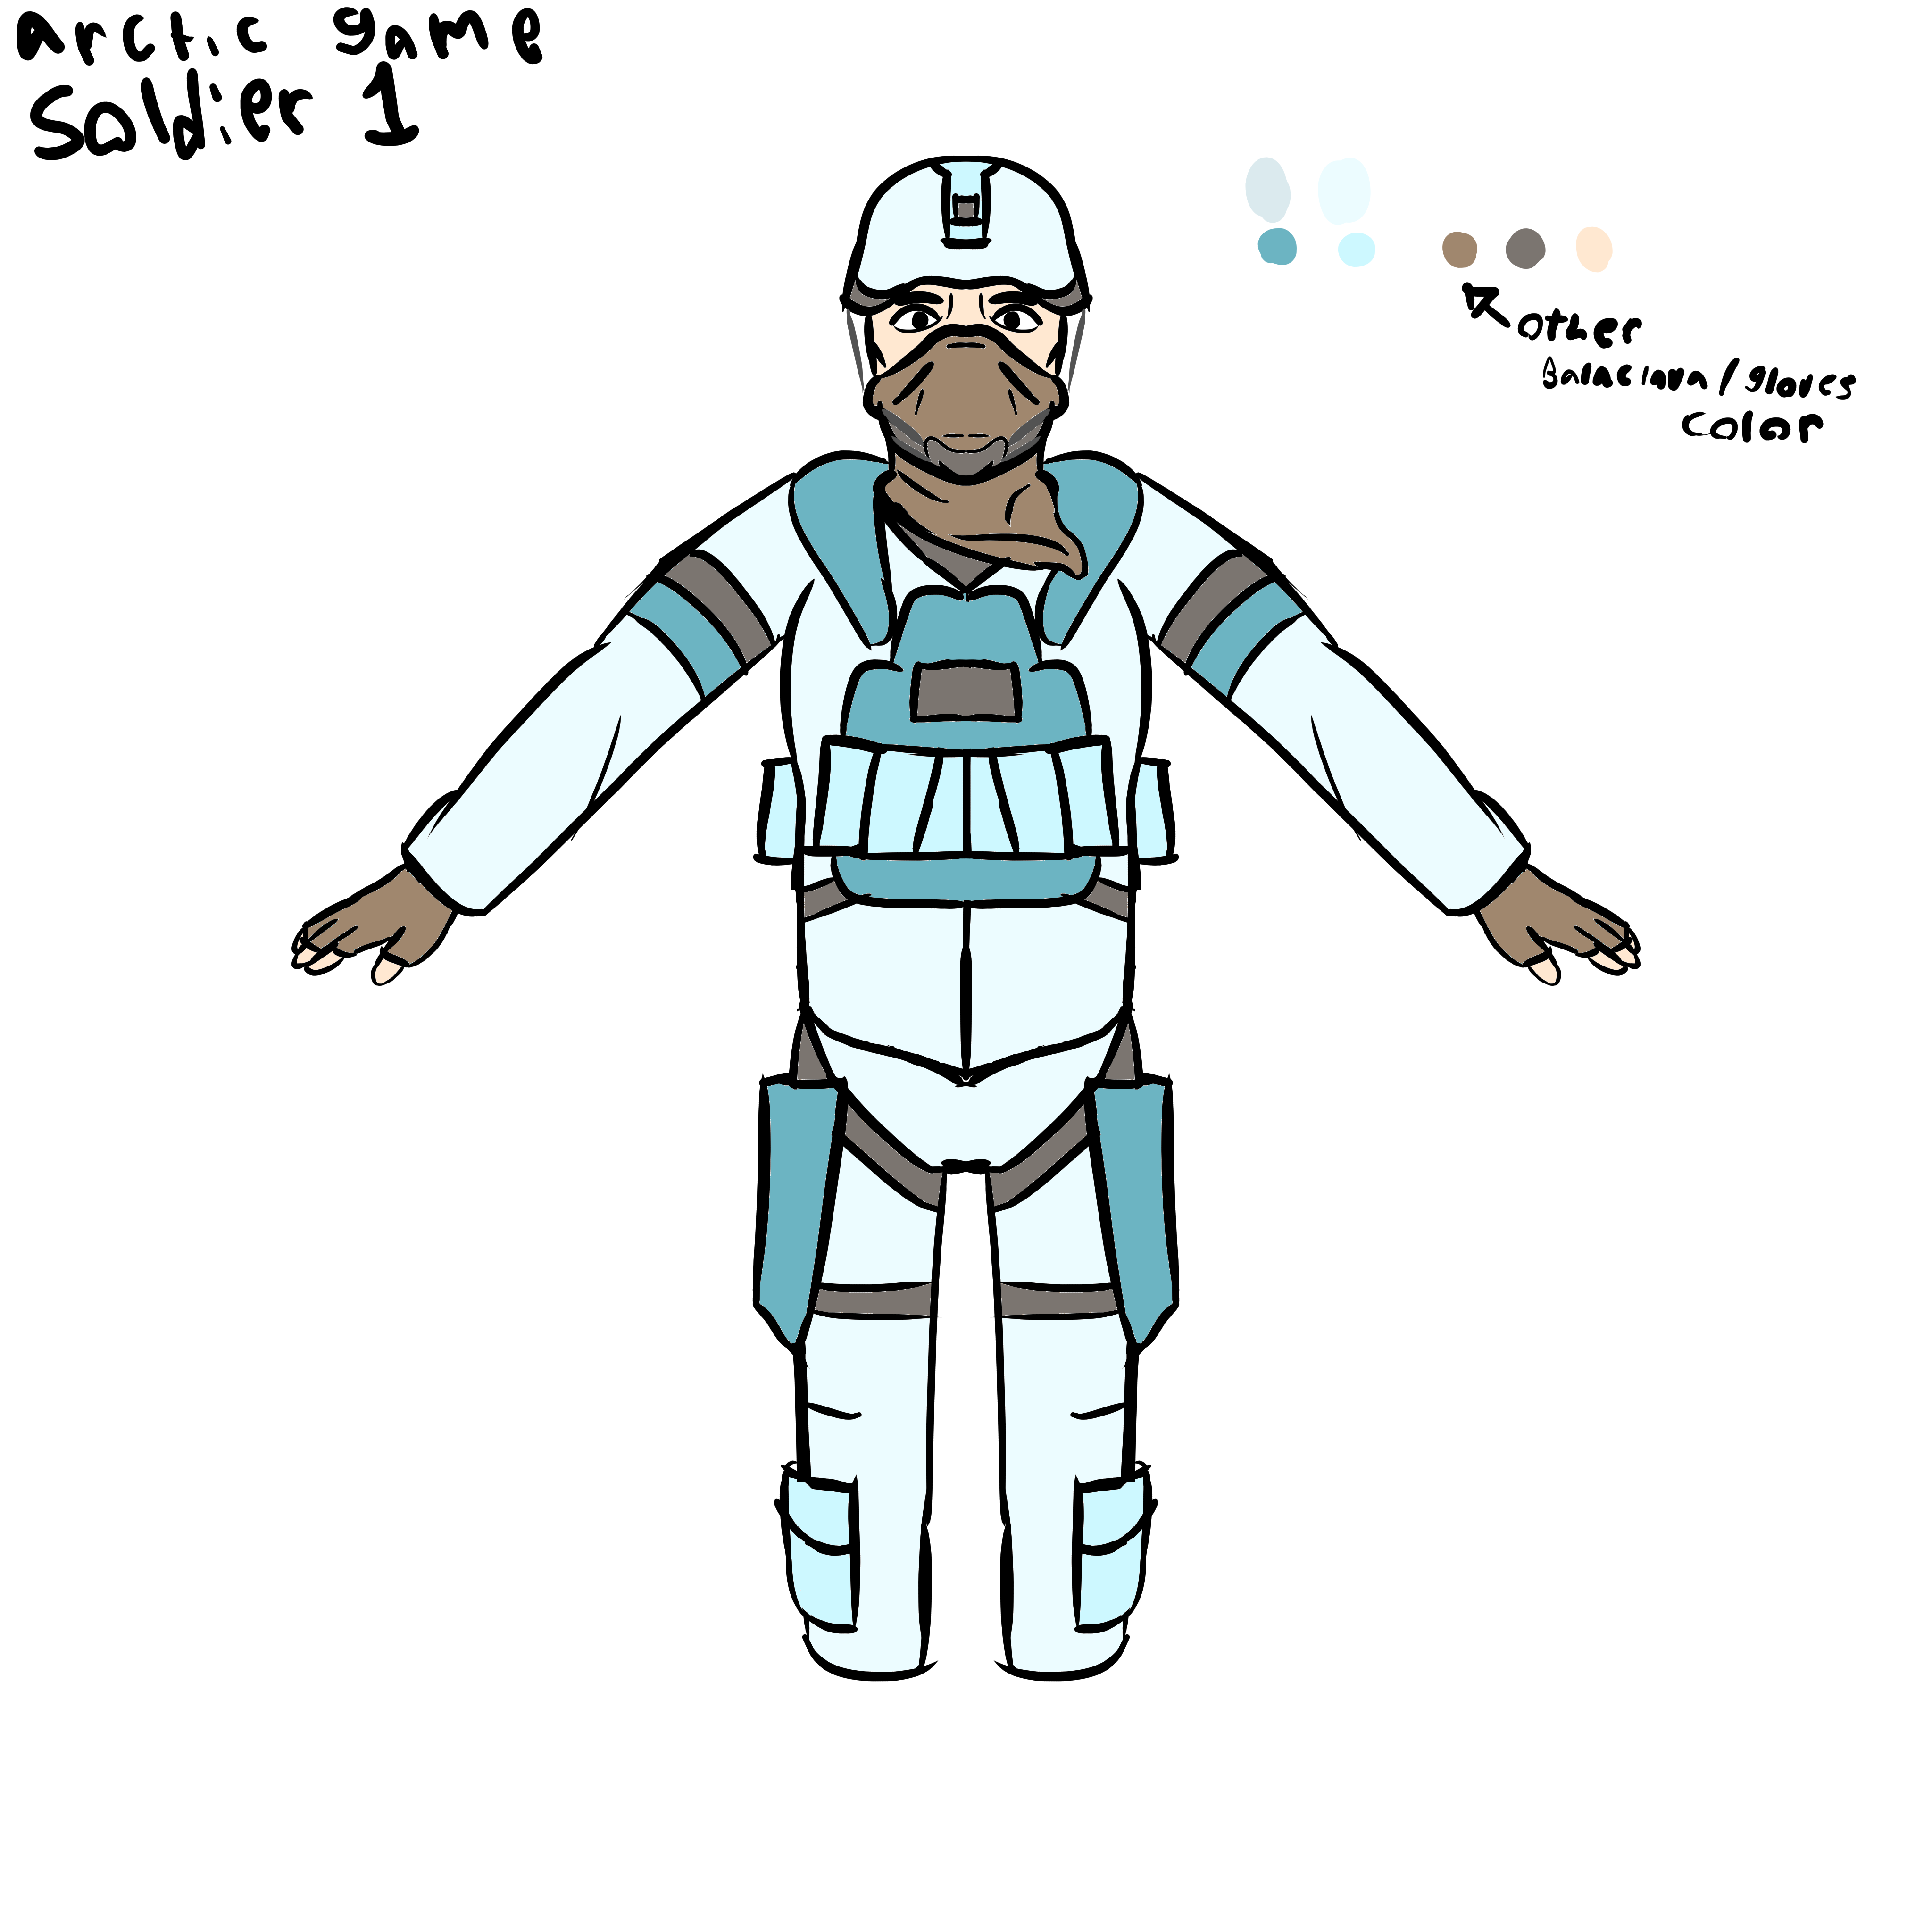 Arctic game
Soldier 1
other
balaclava/gloves
color